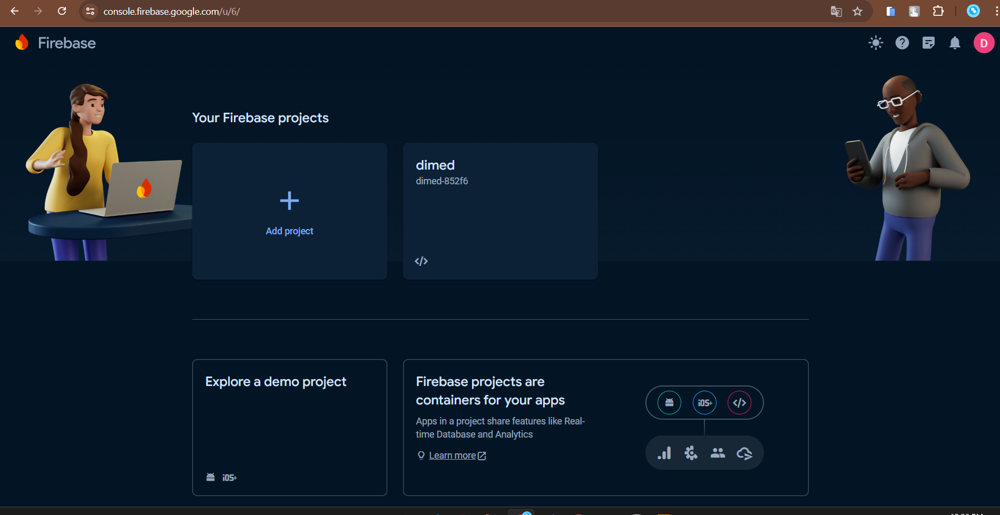 console.firebase.google.com/u/6/
Firebase
D
Your Firebase projects
Add project
dimed
dimed-852f6
</>
Explore a demo project
iOS+
Firebase projects are
containers for your apps
Apps in a project share features like Real-
time Database and Analytics
Learn more
iOS+
</>